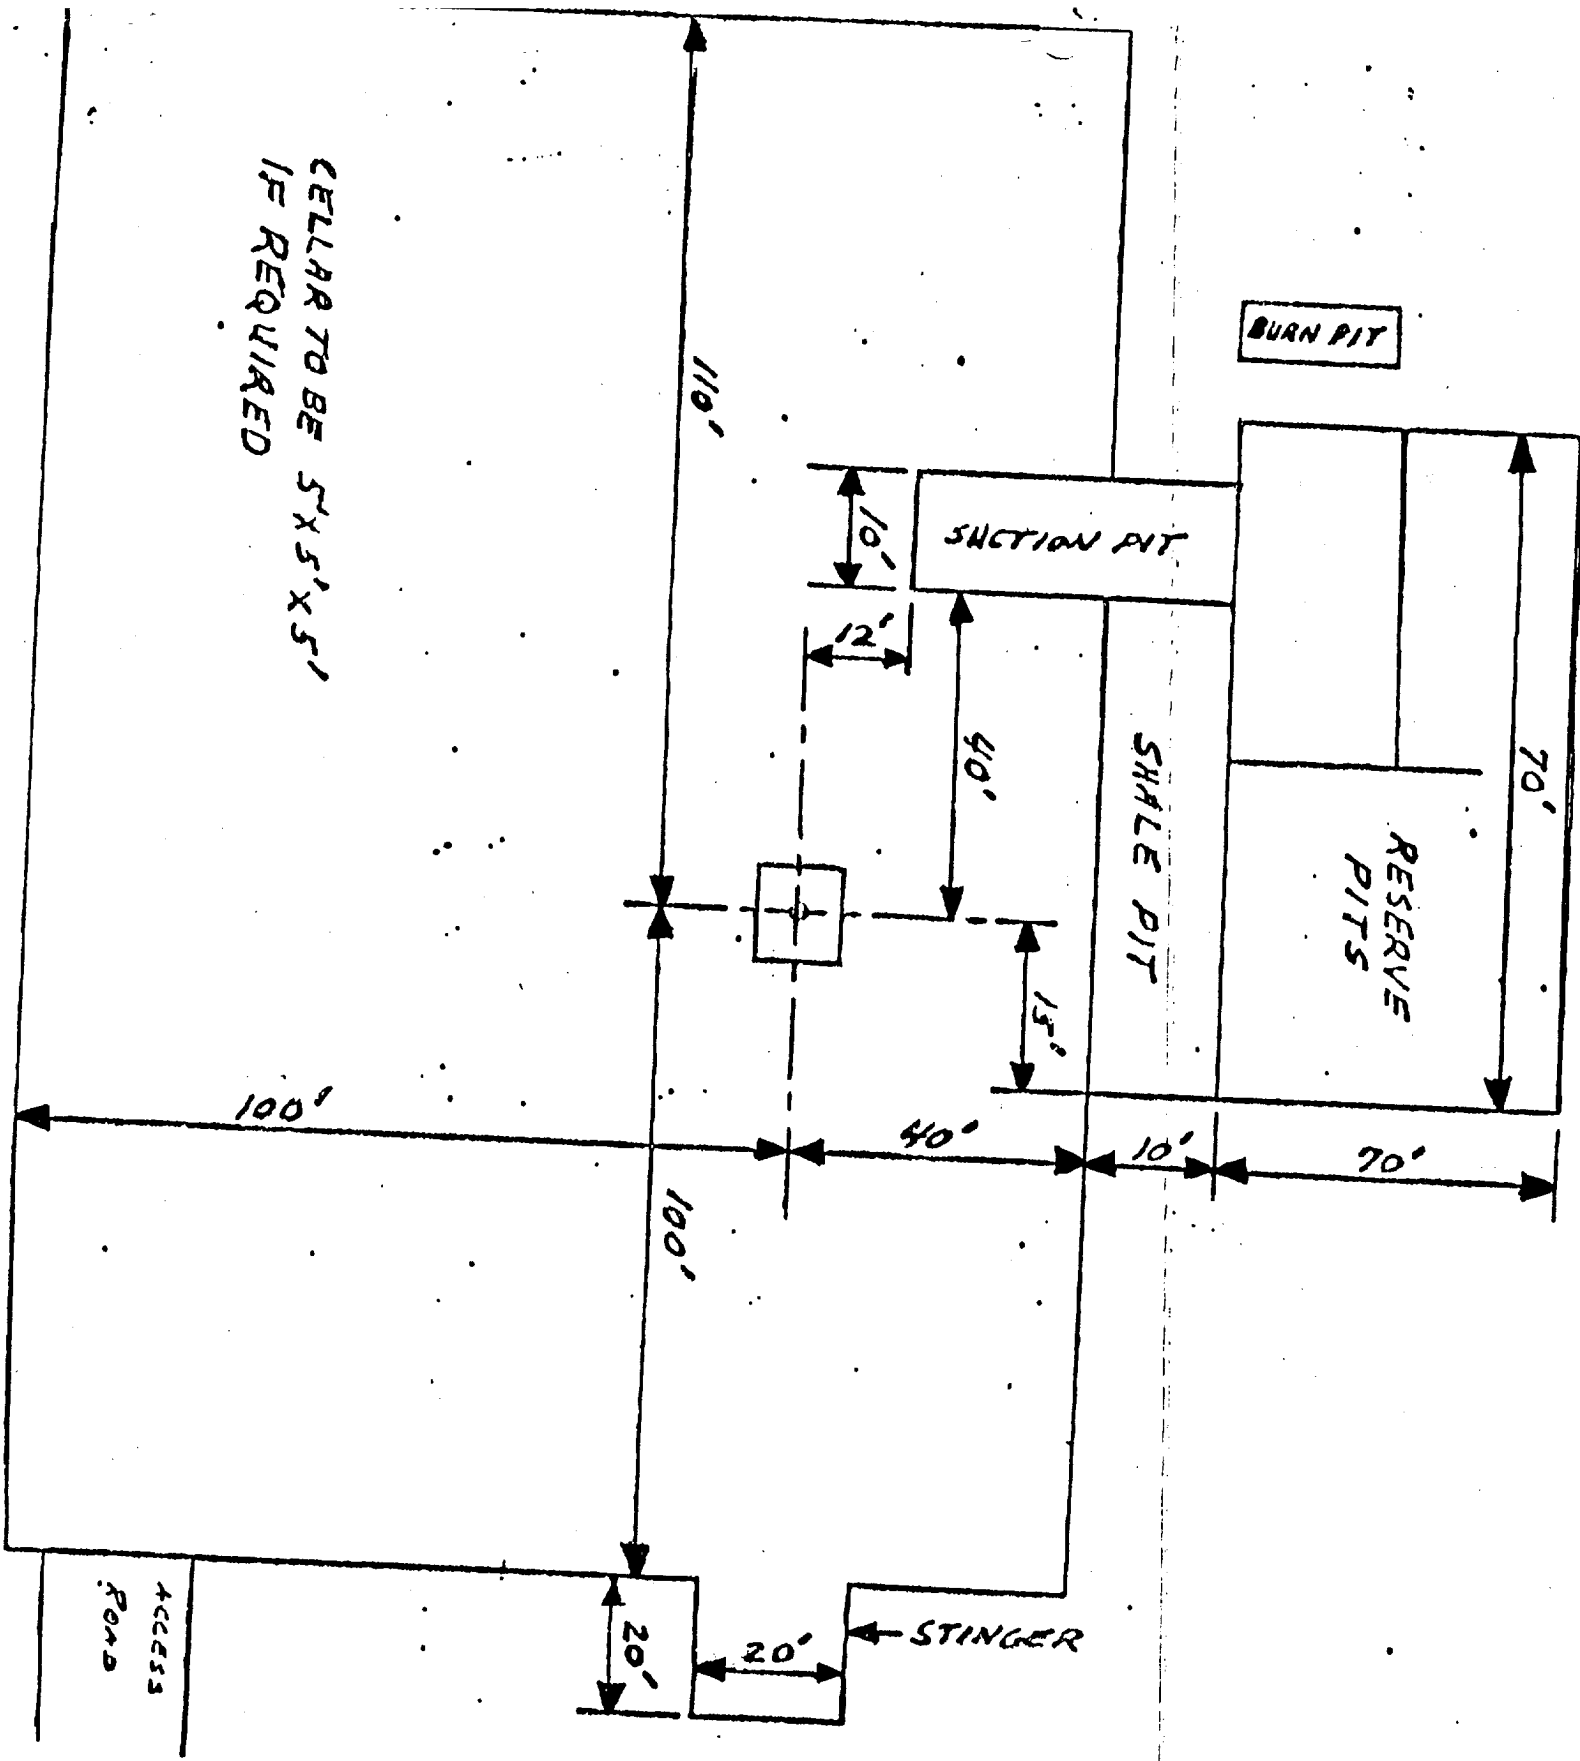 BURN PIT
CELLAR TO BE 5'X5'X5'
IF REQUIRED
110'
10'
SUCTION PIT
12'
40'
70'
SHALE PIT
RESERVE
PITS
15'
100'
40'
10'
70'
100'
20'
20'
STINGER
ACCESS
ROAD